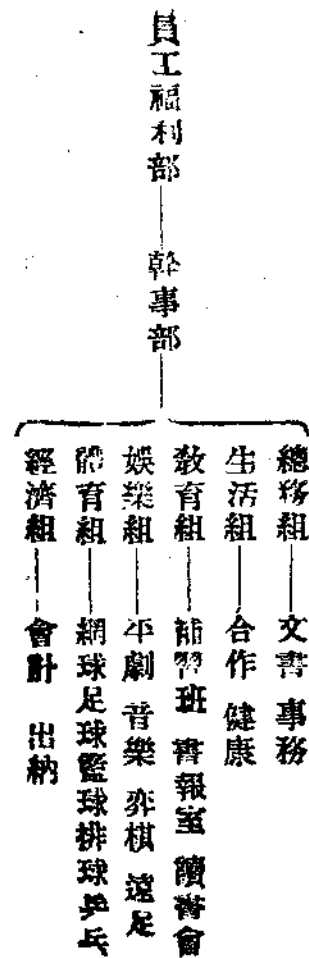 員工福利部
幹事部
總務組 文書 事務
生活組 合作 健康
教育組 補習班 書報室 讀書會
娛樂組 平劇 音樂 弈棋 遠足
體育組 網球足球籃球排球乒乓
經濟組 會計 出納